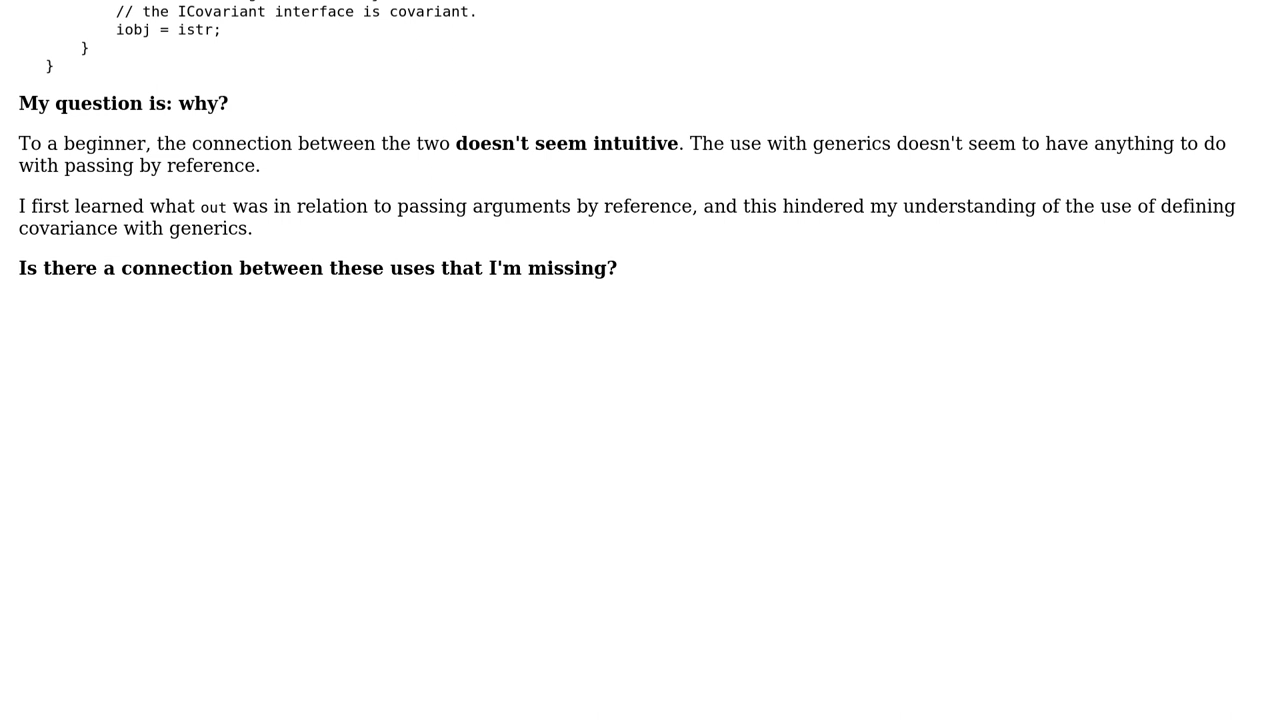 // the ICovariant interface is covariant.
iobj = istr;
}
}
My question is: why?
To a beginner, the connection between the two doesn't seem intuitive. The use with generics doesn't seem to have anything to do
with passing by reference.
I first learned what out was in relation to passing arguments by reference, and this hindered my understanding of the use of defining
covariance with generics.
Is there a connection between these uses that I'm missing?